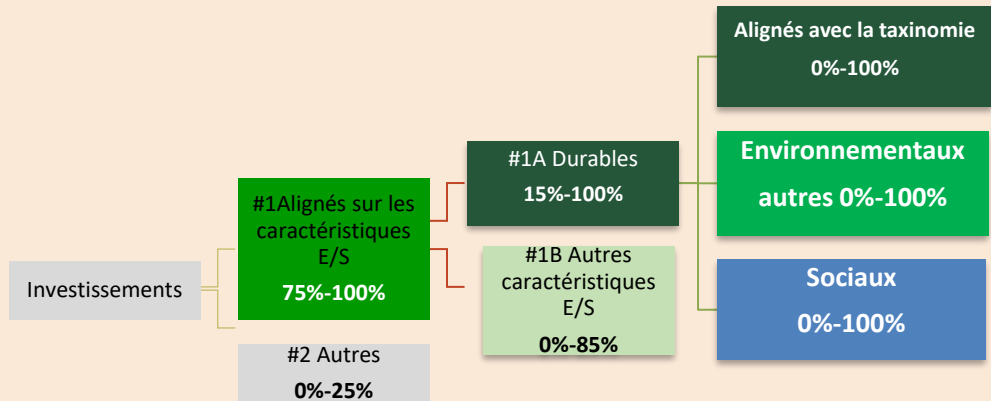 Investissements
#1Alignés sur les
caractéristiques
E/S
75%-100%
#2 Autres
0%-25%
#1A Durables
15%-100%
#1B Autres
caractéristiques
E/S
0%-85%
Alignés avec la taxinomie
0%-100%
Environnementaux
autres 0%-100%
Sociaux
0%-100%